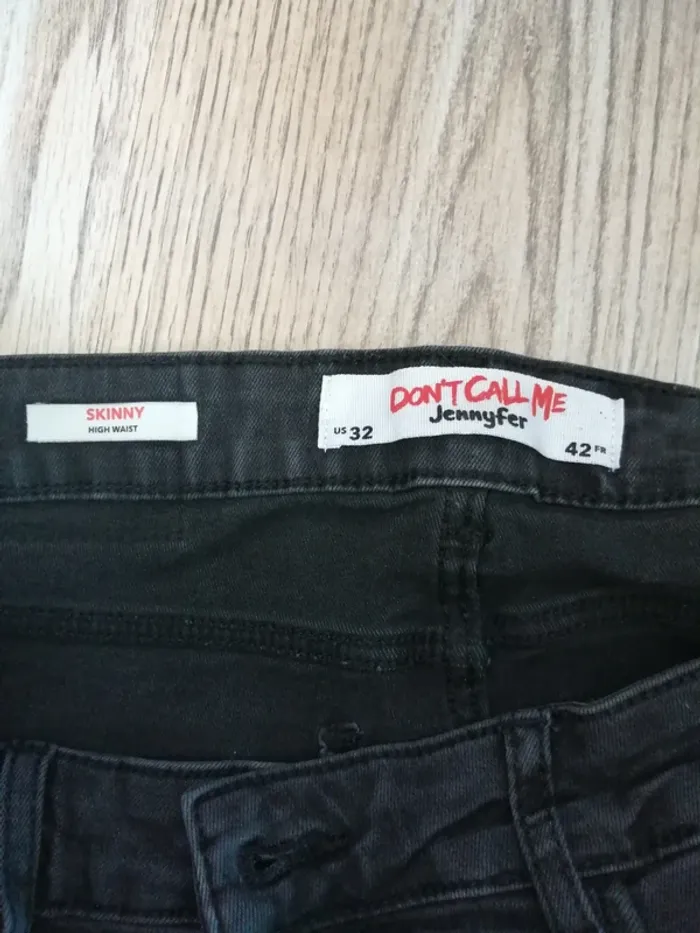 SKINNY
HIGH WAIST
DON'T CALL ME
Jennyfer
US 32
42 FR